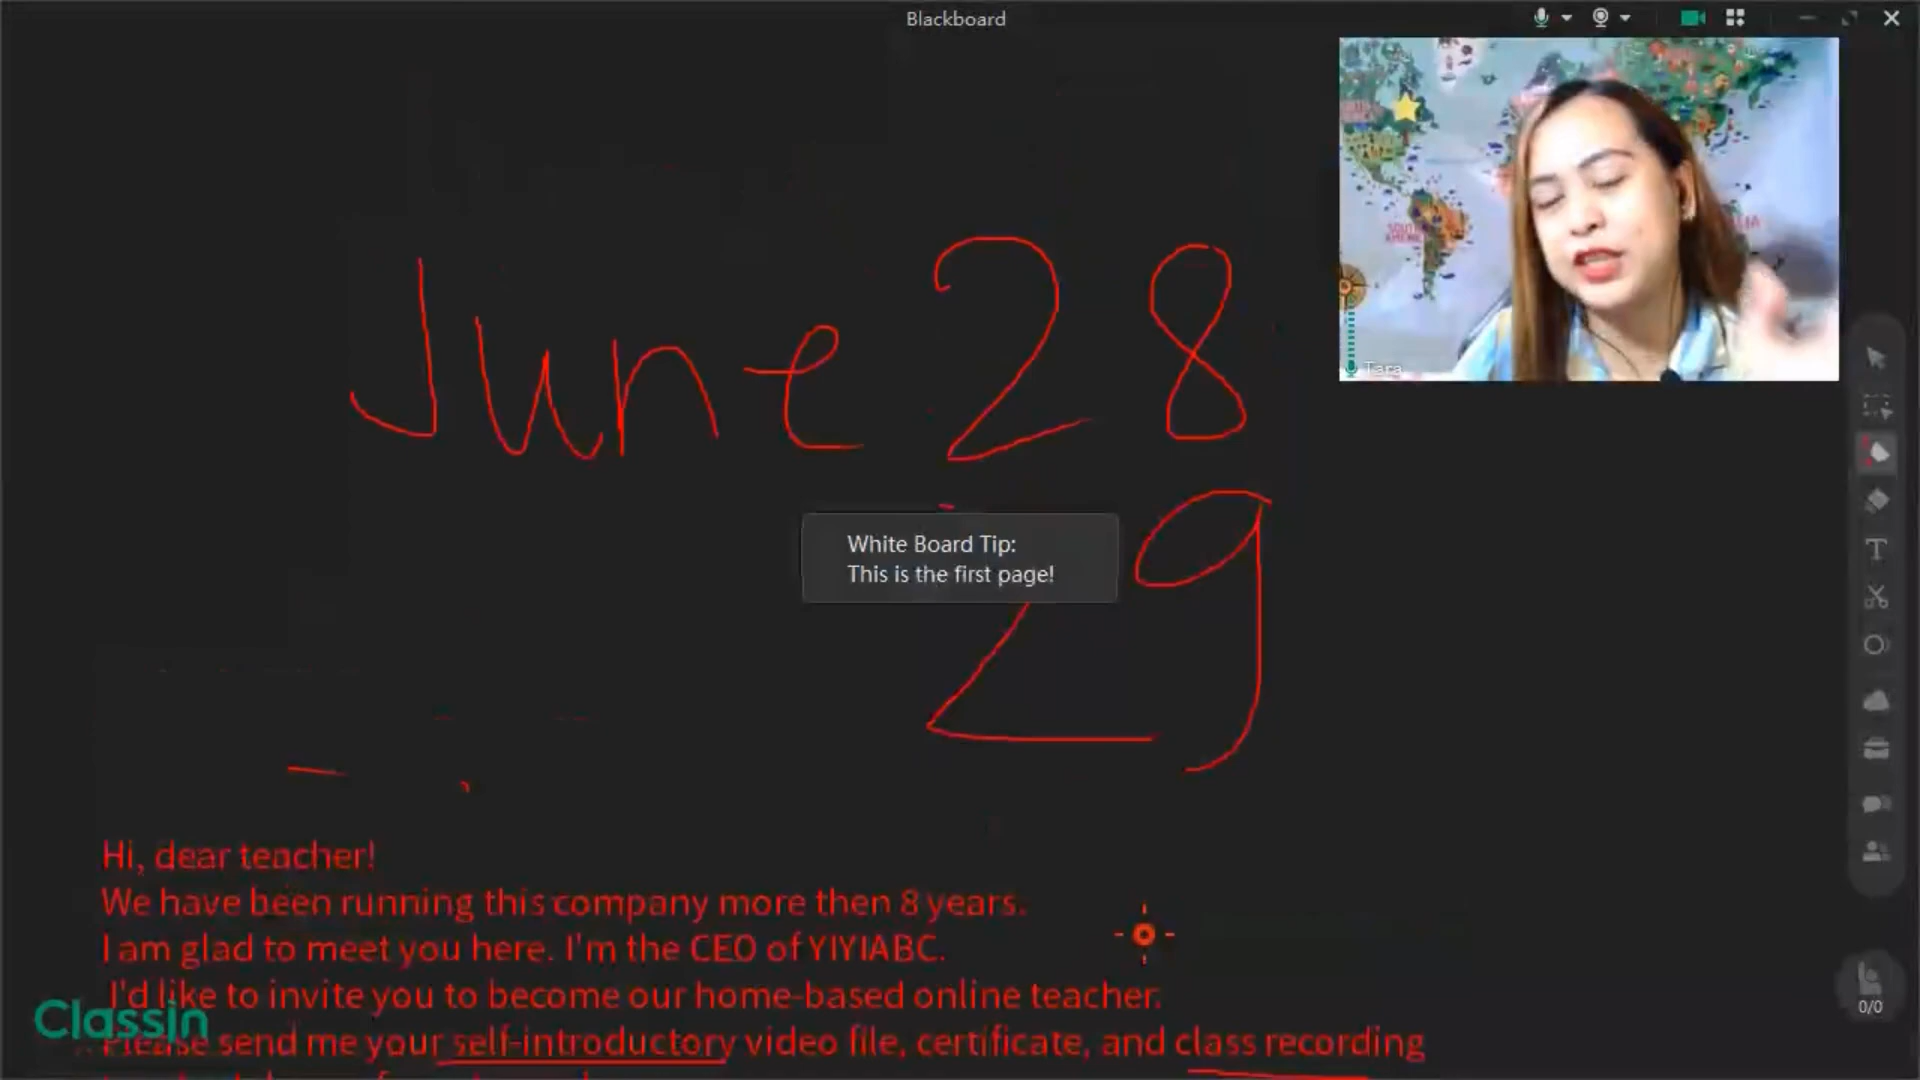 Blackboard
SOUTH
Tara
June 28
29
White Board Tip:
This is the first page!
Hi, dear teacher!
We have been running this company more then 8 years.
I am glad to meet you here. I'm the CEO of YIYIABC.
I'd like to invite you to become our home-based online teacher.
Please send me your self-introductory video file, certificate, and class recording
ClassIn
T
0/0